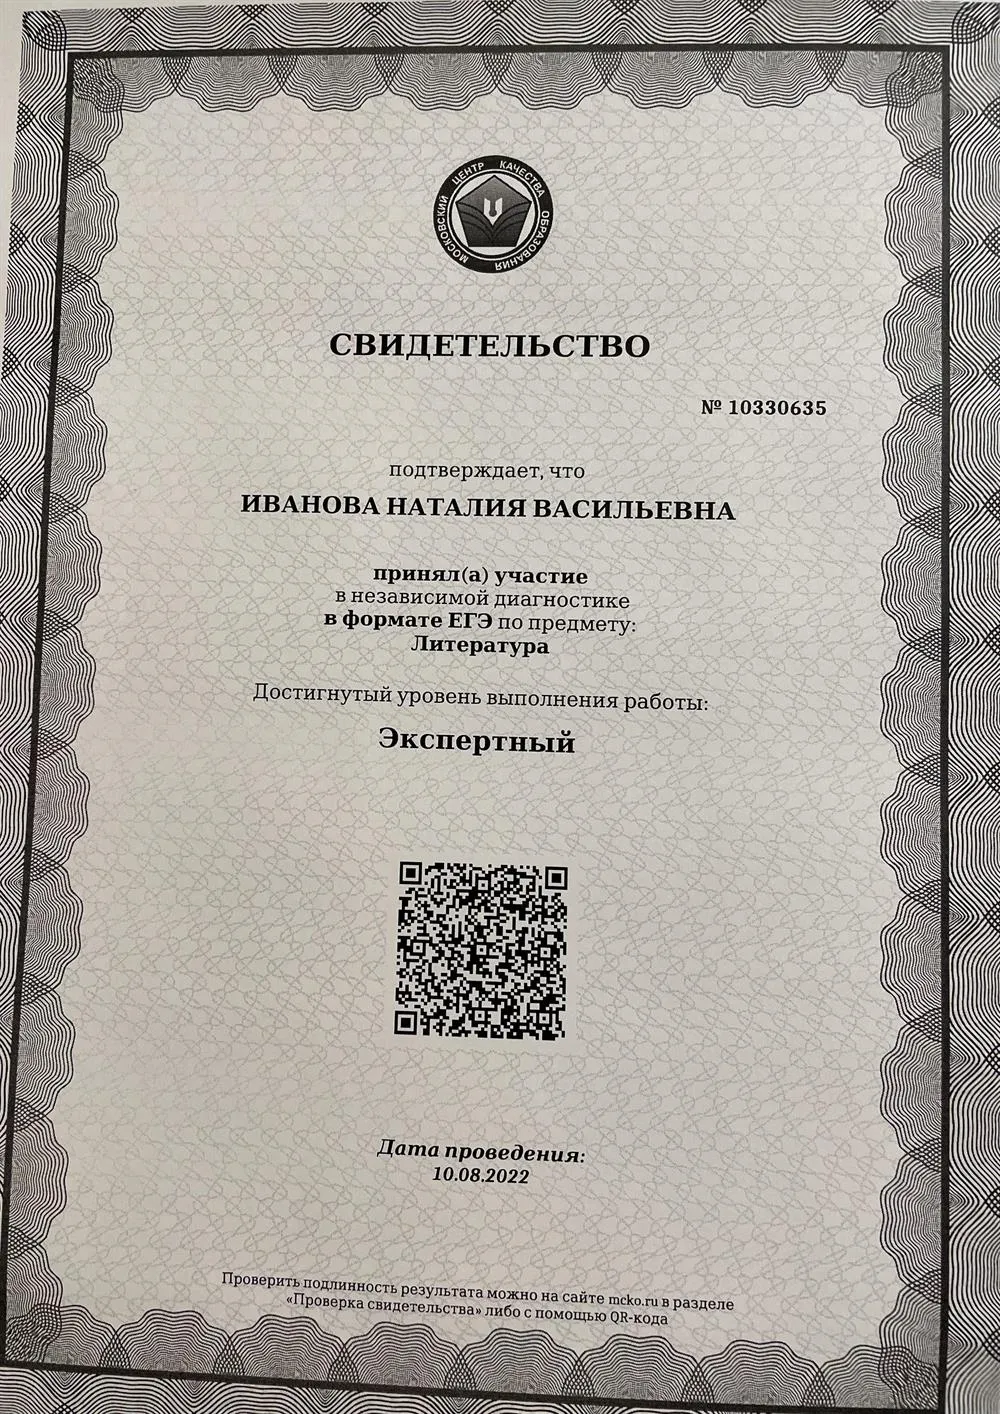 МОСКОВСКИЙ ЦЕНТР КАЧЕСТВА ОБРАЗОВАНИЯ
СВИДЕТЕЛЬСТВО
№ 10330635
подтверждает, что
ИВАНОВА НАТАЛИЯ ВАСИЛЬЕВНА
принял(а) участие
в независимой диагностике
в формате ЕГЭ по предмету:
Литература
Достигнутый уровень выполнения работы:
Экспертный
Дата проведения:
10.08.2022
Проверить подлинность результата можно на сайте mcko.ru в разделе
«Проверка свидетельства» либо с помощью QR-кода